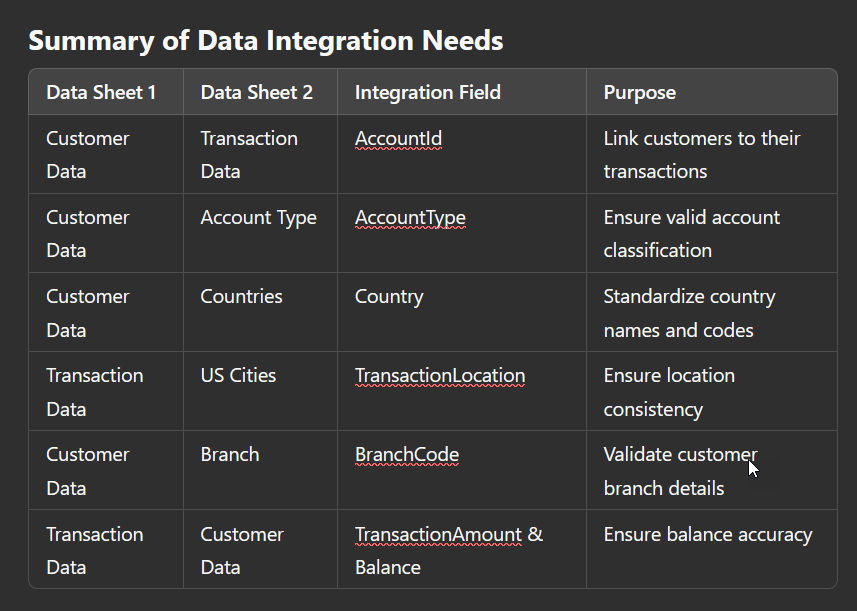 Summary of Data Integration Needs
Data Sheet 1 Data Sheet 2 Integration Field Purpose
Customer Transaction AccountId Link customers to their
Data Data transactions
Customer Account Type AccountType Ensure valid account
Data classification
Customer Countries Country Standardize country
Data names and codes
Transaction US Cities TransactionLocation Ensure location
Data consistency
Customer Branch BranchCode Validate customer
Data branch details
Transaction Customer TransactionAmount & Ensure balance accuracy
Data Data Balance